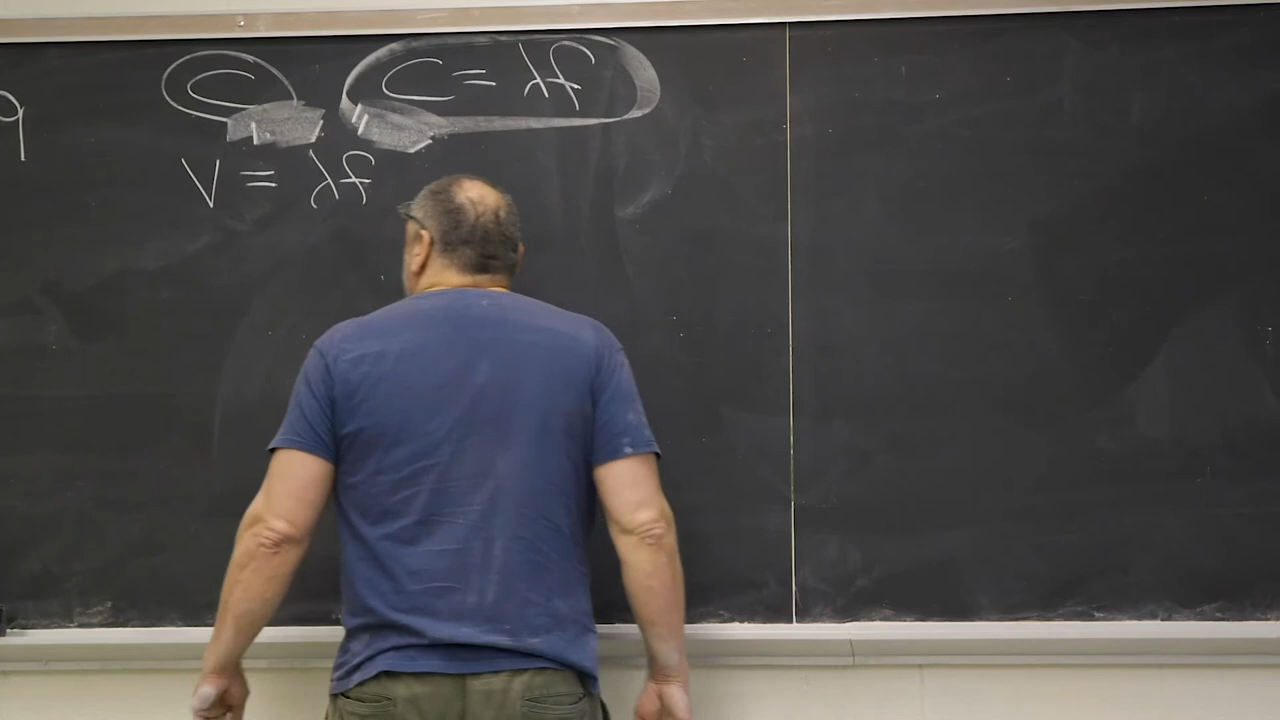 q C C = λf
V = λf